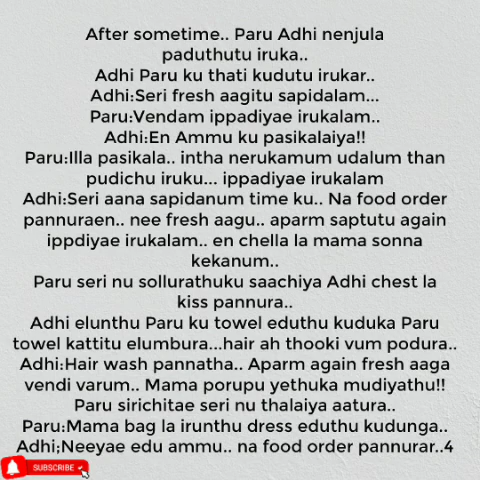 After sometime.. Paru Adhi nenjula
paduthutu iruka..
Adhi Paru ku thati kudutu irukar..
Adhi:Seri fresh aagitu sapidalam...
Paru:Vendam ippadiyae irukalam..
Adhi:En Ammu ku pasikalaiya!!
Paru:Illa pasikala.. intha nerukamum udalum than
pudichu iruku... ippadiyae irukalam
Adhi:Seri aana sapidanum time ku.. Na food order
pannuraen.. nee fresh aagu.. aparm saptutu again
ippdiyae irukalam.. en chella la mama sonna
kekanum..
Paru seri nu sollurathuku saachiya Adhi chest la
kiss pannura..
Adhi elunthu Paru ku towel eduthu kuduka Paru
towel kattitu elumbura...hair ah thooki vum podura..
Adhi:Hair wash pannatha.. Aparm again fresh aaga
vendi varum.. Mama porupu yethuka mudiyathu!!
Paru sirichitae seri nu thalaiya aatura..
Paru:Mama bag la irunthu dress eduthu kudunga..
Adhi;Neeyae edu ammu.. na food order pannurar..4
SUBSCRIBE